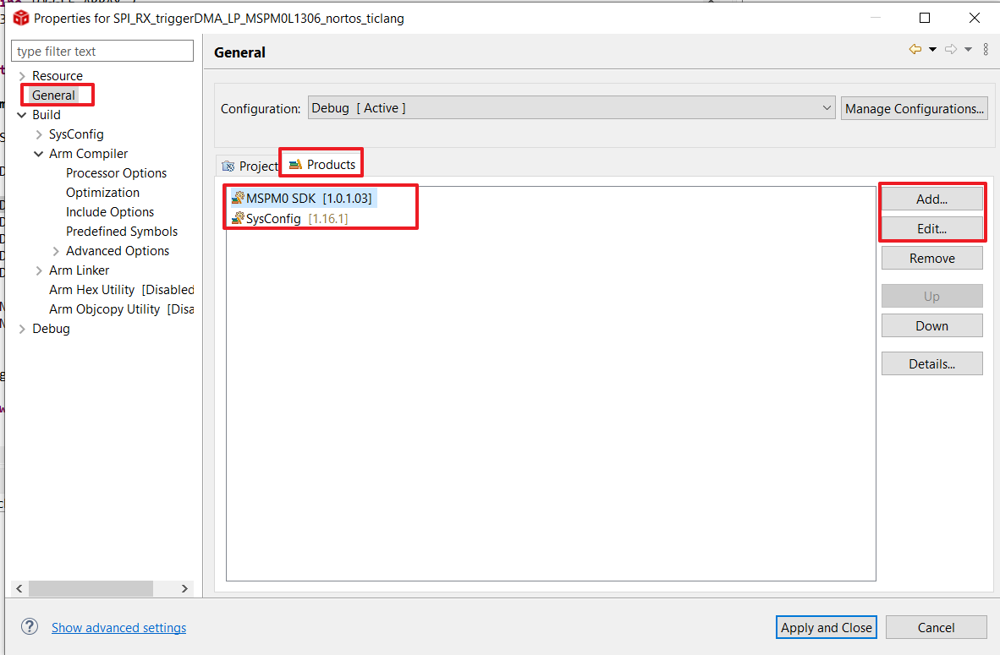 Properties for SPI_RX_triggerDMA_LP_MSPM0L1306_nortos_ticlang
type filter text
General
Resource
General
Build
SysConfig
Arm Compiler
Processor Options
Optimization
Include Options
Predefined Symbols
Advanced Options
Arm Linker
Arm Hex Utility [Disabled
Arm Objcopy Utility [Disa
Debug
Configuration:
Debug [ Active ]
Manage Configurations...
Project
Products
MSPM0 SDK [1.0.1.03]
SysConfig [1.16.1]
Add...
Edit...
Remove
Up
Down
Details...
Show advanced settings
Apply and Close
Cancel